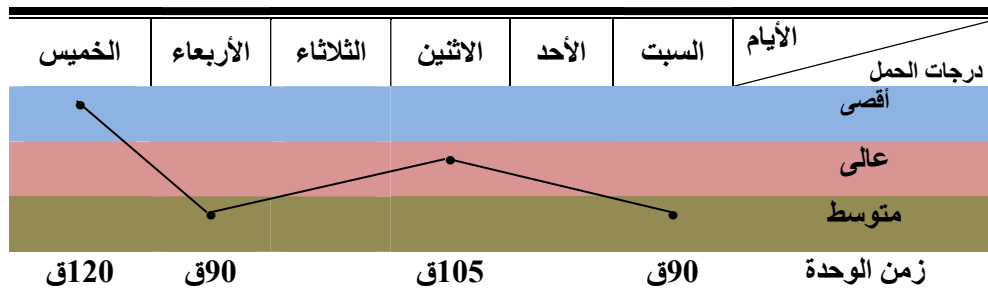 الأيام السبت الأحد الاثنين الثلاثاء الأربعاء الخميس
درجات الحمل
أقصى
عالى
متوسط
زمن الوحدة 90ق 105ق 90ق 120ق